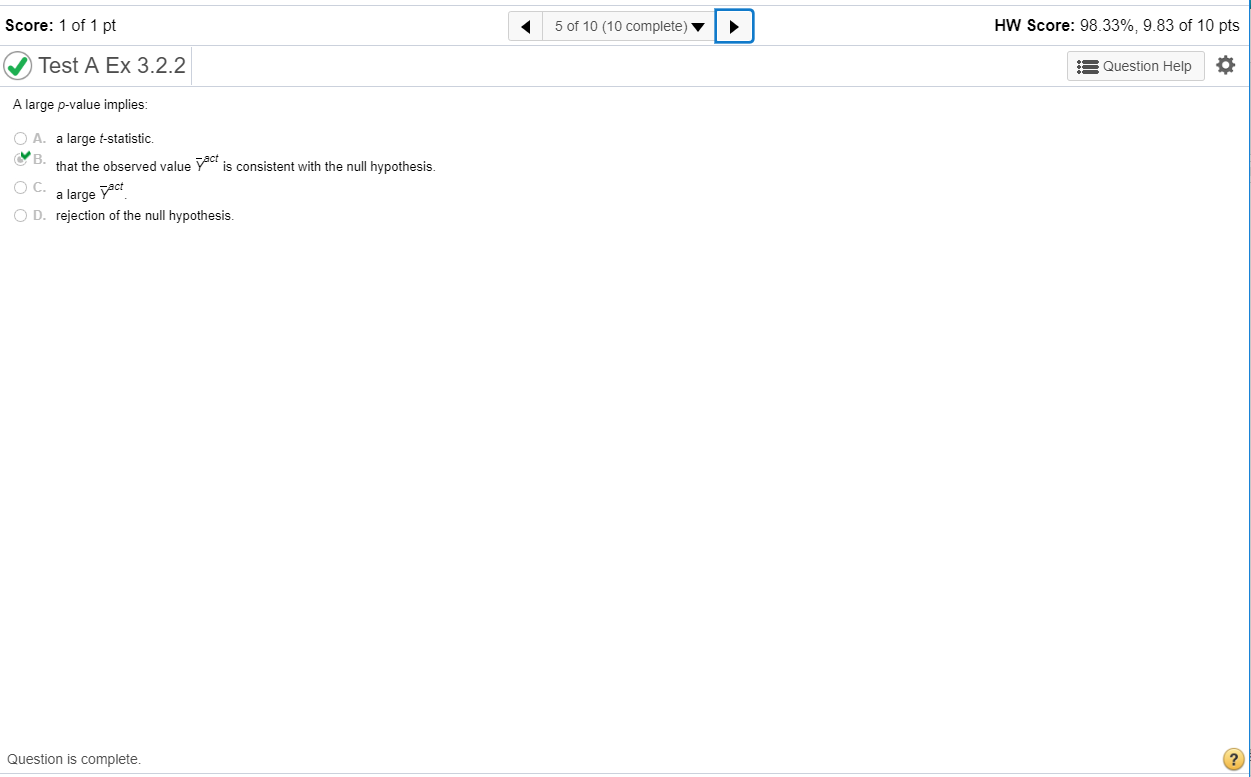 Score: 1 of 1 pt
5 of 10 (10 complete)
HW Score: 98.33%, 9.83 of 10 pts
Test A Ex 3.2.2
Question Help
A large p-value implies:
A. a large t-statistic.
B. that the observed value Y̅^act is consistent with the null hypothesis.
C. a large Y̅^act.
D. rejection of the null hypothesis.
Question is complete.
?